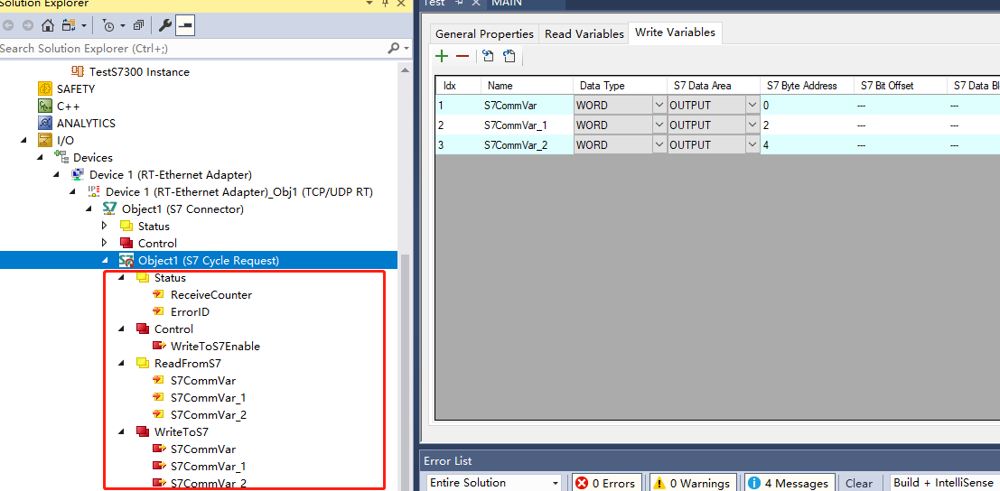 Solution Explorer
Search Solution Explorer (Ctrl+;)
TestS7300 Instance
SAFETY
C++
ANALYTICS
I/O
Devices
Device 1 (RT-Ethernet Adapter)
Device 1 (RT-Ethernet Adapter)_Obj1 (TCP/UDP RT)
Object1 (S7 Connector)
Status
Control
Object1 (S7 Cycle Request)
Status
ReceiveCounter
ErrorID
Control
WriteToS7Enable
ReadFromS7
S7CommVar
S7CommVar_1
S7CommVar_2
WriteToS7
S7CommVar
S7CommVar_1
S7CommVar_2
Test MAIN
General Properties Read Variables Write Variables
Idx Name Data Type S7 Data Area S7 Byte Address S7 Bit Offset S7 Data Bl
1 S7CommVar WORD OUTPUT 0 --- ---
2 S7CommVar_1 WORD OUTPUT 2 --- ---
3 S7CommVar_2 WORD OUTPUT 4 --- ---
Error List
Entire Solution 0 Errors 0 Warnings 4 Messages Clear Build + IntelliSense